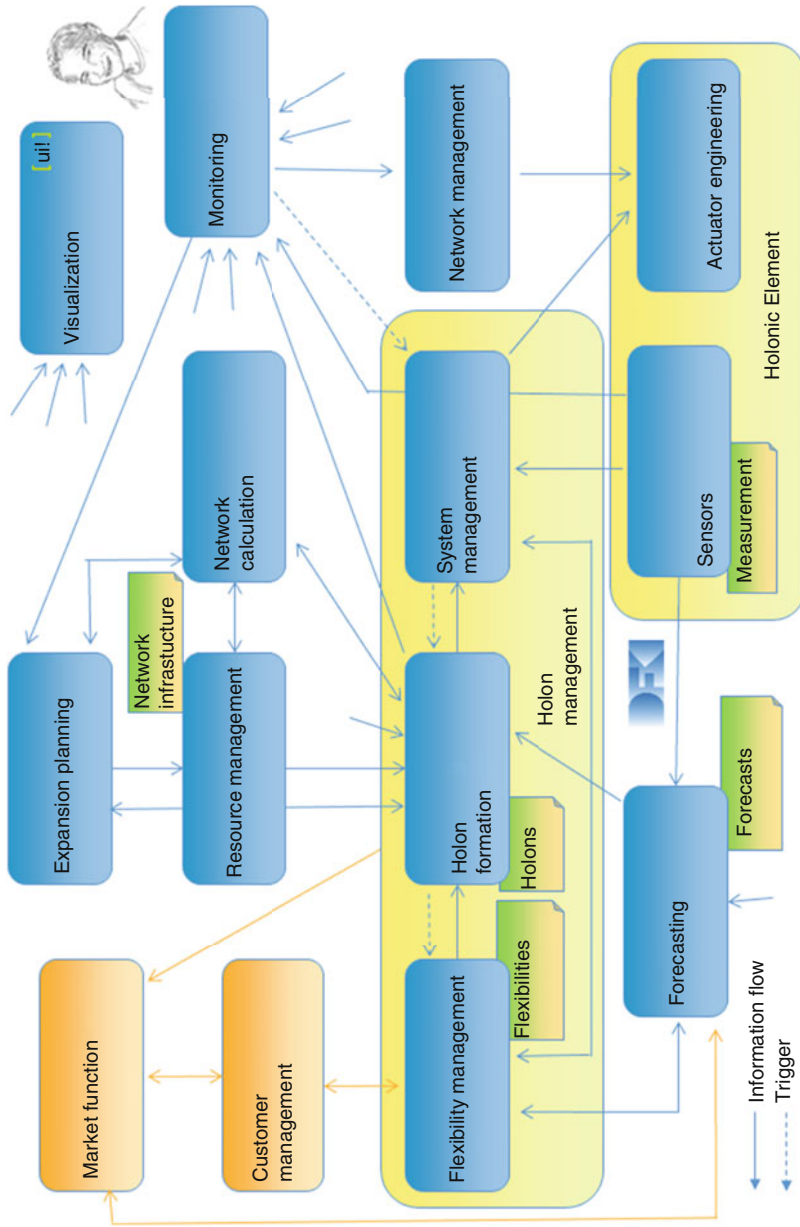 Visualization
[ui!]
Monitoring
Expansion planning
Network
infrastucture
Network
calculation
Resource management
Market function
Customer
management
Network management
Flexibility management
Flexibilities
Holon
formation
Holons
System
management
Holon
management
Actuator engineering
Sensors
Measurement
Holonic Element
Forecasting
Forecasts
Information flow
Trigger